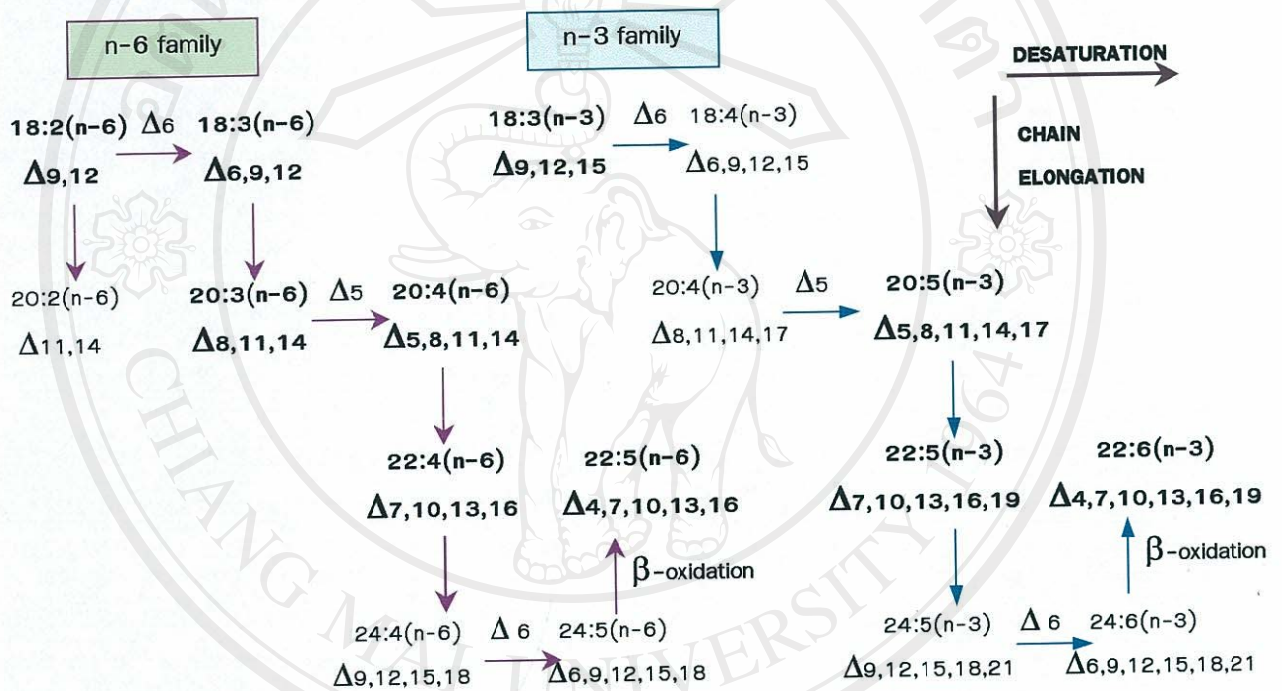 n-6 family
n-3 family
DESATURATION
CHAIN
ELONGATION
18:2(n-6) Δ6 18:3(n-6)
Δ9,12 Δ6,9,12
18:3(n-3) Δ6 18:4(n-3)
Δ9,12,15 Δ6,9,12,15
20:2(n-6) 20:3(n-6) Δ5 20:4(n-6)
Δ11,14 Δ8,11,14 Δ5,8,11,14
20:4(n-3) Δ5 20:5(n-3)
Δ8,11,14,17 Δ5,8,11,14,17
22:4(n-6) 22:5(n-6)
Δ7,10,13,16 Δ4,7,10,13,16
22:5(n-3) 22:6(n-3)
Δ7,10,13,16,19 Δ4,7,10,13,16,19
β-oxidation
β-oxidation
24:4(n-6) Δ 6 24:5(n-6)
Δ9,12,15,18 Δ6,9,12,15,18
24:5(n-3) Δ 6 24:6(n-3)
Δ9,12,15,18,21 Δ6,9,12,15,18,21
CHIANG MAI UNIVERSITY 1964